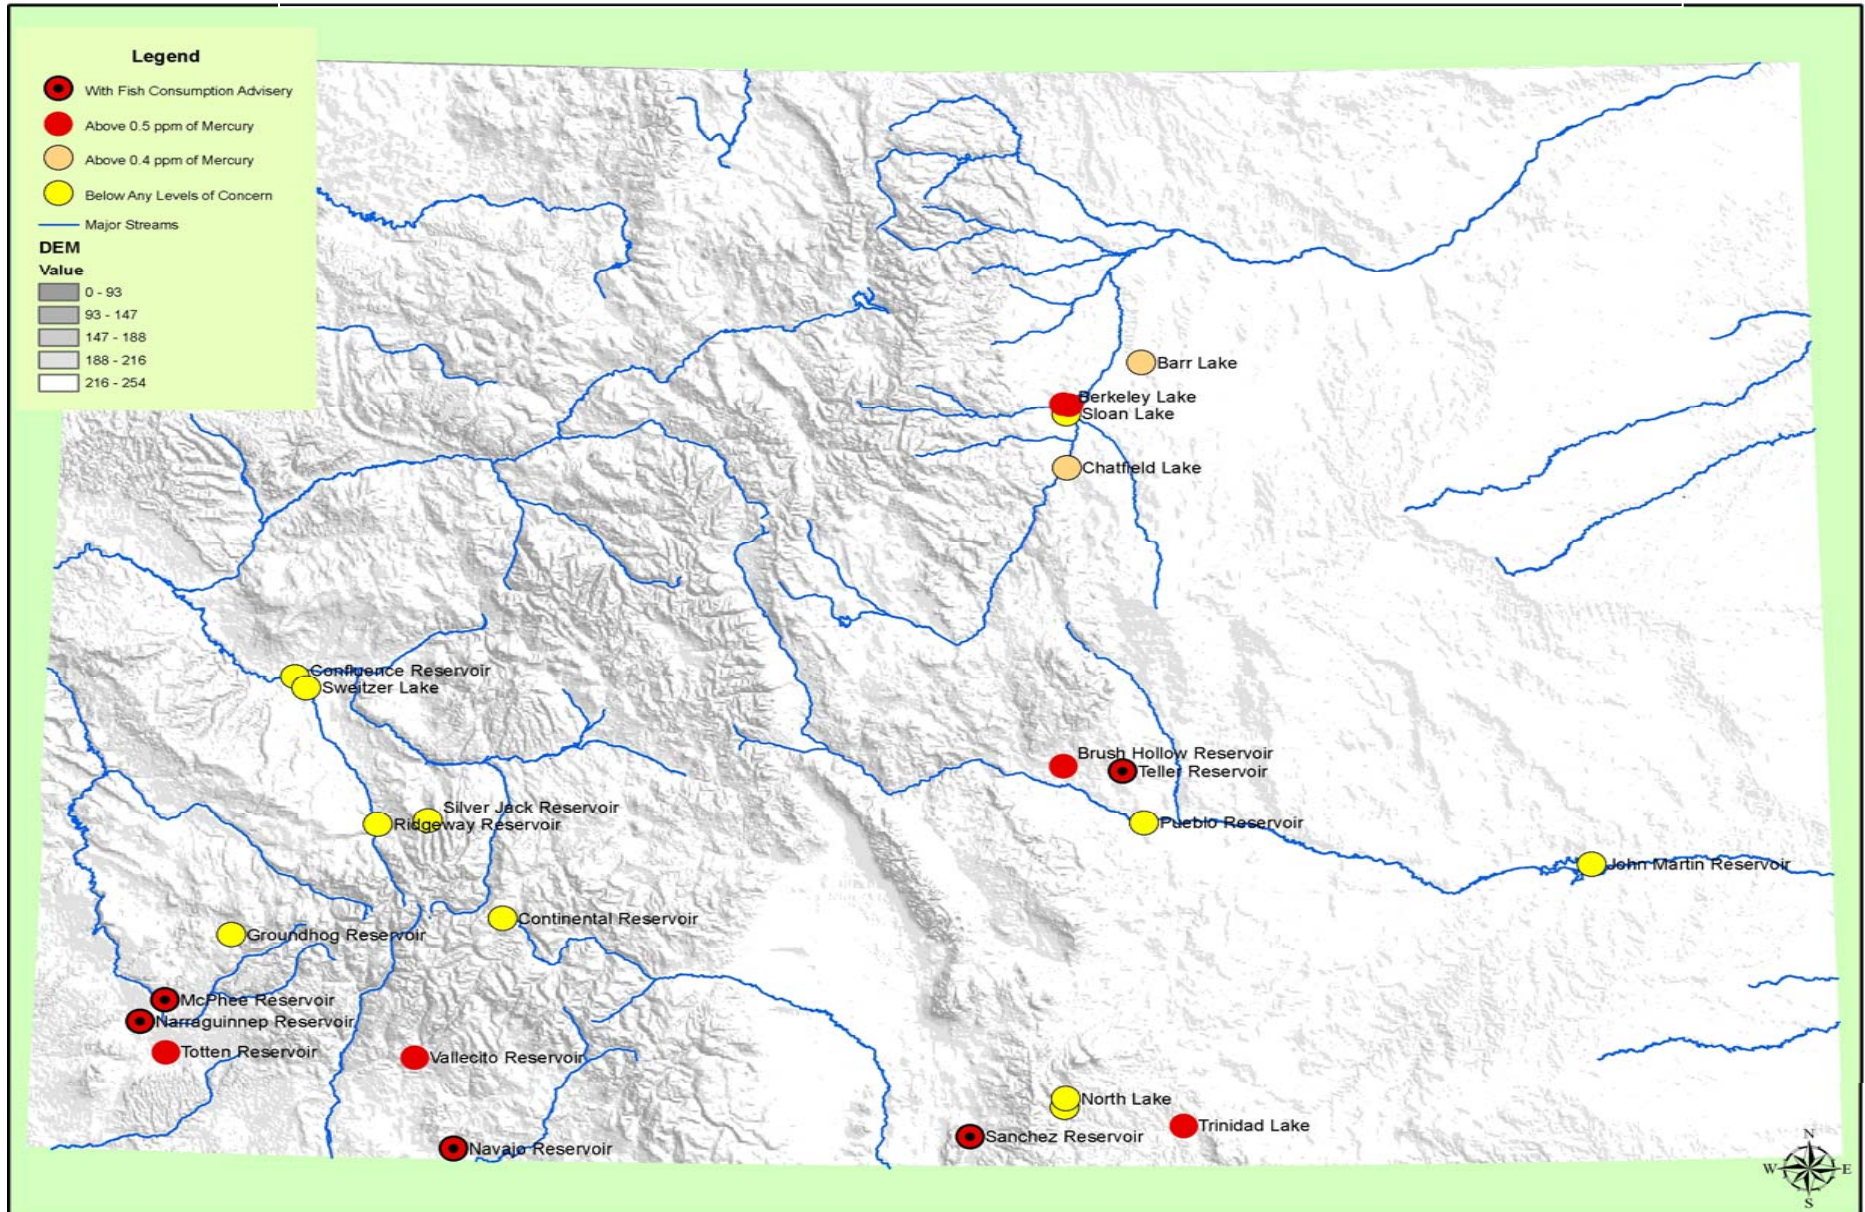 Legend
With Fish Consumption Advisery
Above 0.5 ppm of Mercury
Above 0.4 ppm of Mercury
Below Any Levels of Concern
Major Streams
DEM
Value
0 - 93
93 - 147
147 - 188
188 - 216
216 - 254
Barr Lake
Berkeley Lake
Sloan Lake
Chatfield Lake
Confluence Reservoir
Sweitzer Lake
Brush Hollow Reservoir
Teller Reservoir
Silver Jack Reservoir
Ridgeway Reservoir
Pueblo Reservoir
John Martin Reservoir
Continental Reservoir
Groundhog Reservoir
McPhee Reservoir
Narraguinnep Reservoir
Totten Reservoir
Vallecito Reservoir
North Lake
Trinidad Lake
Sanchez Reservoir
Navajo Reservoir
N
W E
S